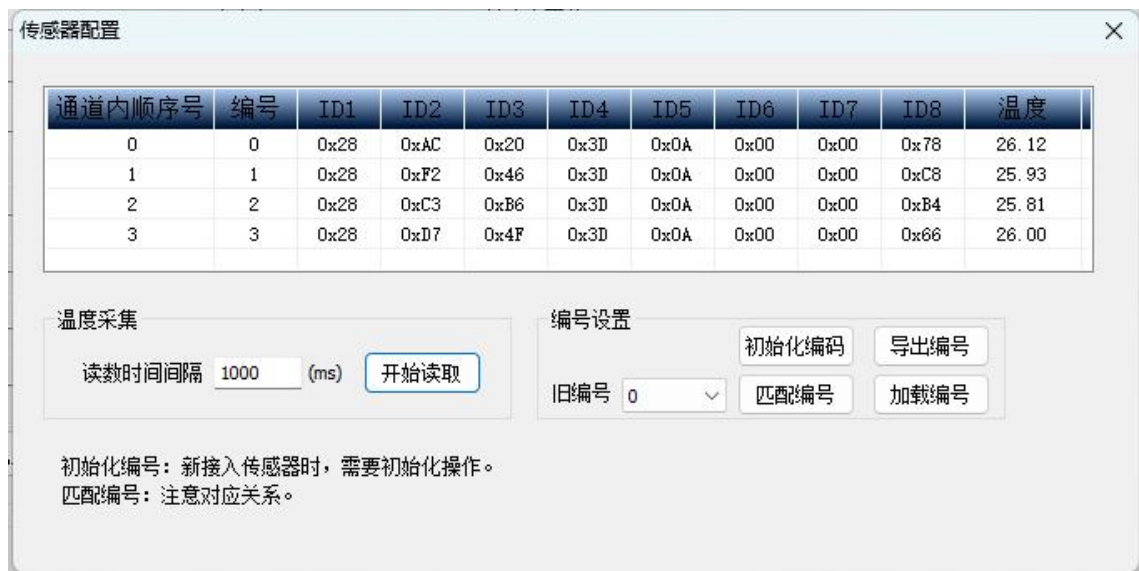 传感器配置
通道内顺序号 编号 ID1 ID2 ID3 ID4 ID5 ID6 ID7 ID8 温度
0 0 0x28 0xAC 0x20 0x3D 0x0A 0x00 0x00 0x78 26.12
1 1 0x28 0xF2 0x46 0x3D 0x0A 0x00 0x00 0xC8 25.93
2 2 0x28 0xC3 0xB6 0x3D 0x0A 0x00 0x00 0xB4 25.81
3 3 0x28 0xD7 0x4F 0x3D 0x0A 0x00 0x00 0x66 26.00
温度采集
读数时间间隔 1000 (ms) 开始读取
编号设置
初始化编码 导出编号
旧编号 0 匹配编号 加载编号
初始化编号：新接入传感器时，需要初始化操作。
匹配编号：注意对应关系。